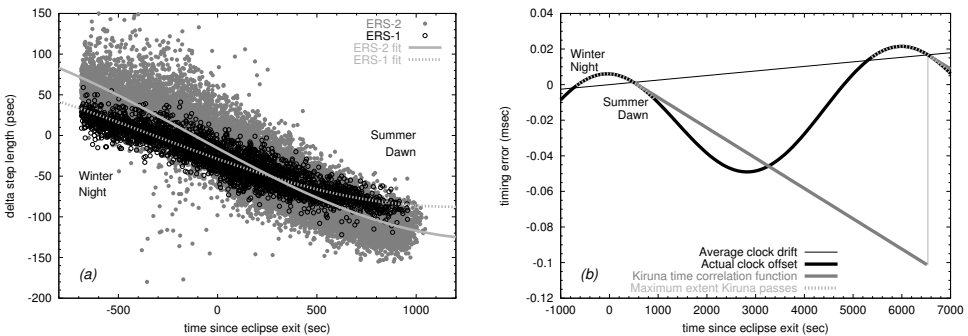 150
100
50
0
-50
-100
-150
-200
-500
0
500
1000
delta step length (psec)
time since eclipse exit (sec)
ERS-2
ERS-1
ERS-2 fit
ERS-1 fit
Summer
Dawn
Winter
Night
(a)
0.04
0.02
0
-0.02
-0.04
-0.06
-0.08
-0.1
-0.12
-1000
0
1000
2000
3000
4000
5000
6000
7000
timing error (msec)
time since eclipse exit (sec)
Winter
Night
Summer
Dawn
Average clock drift
Actual clock offset
Kiruna time correlation function
Maximum extent Kiruna passes
(b)